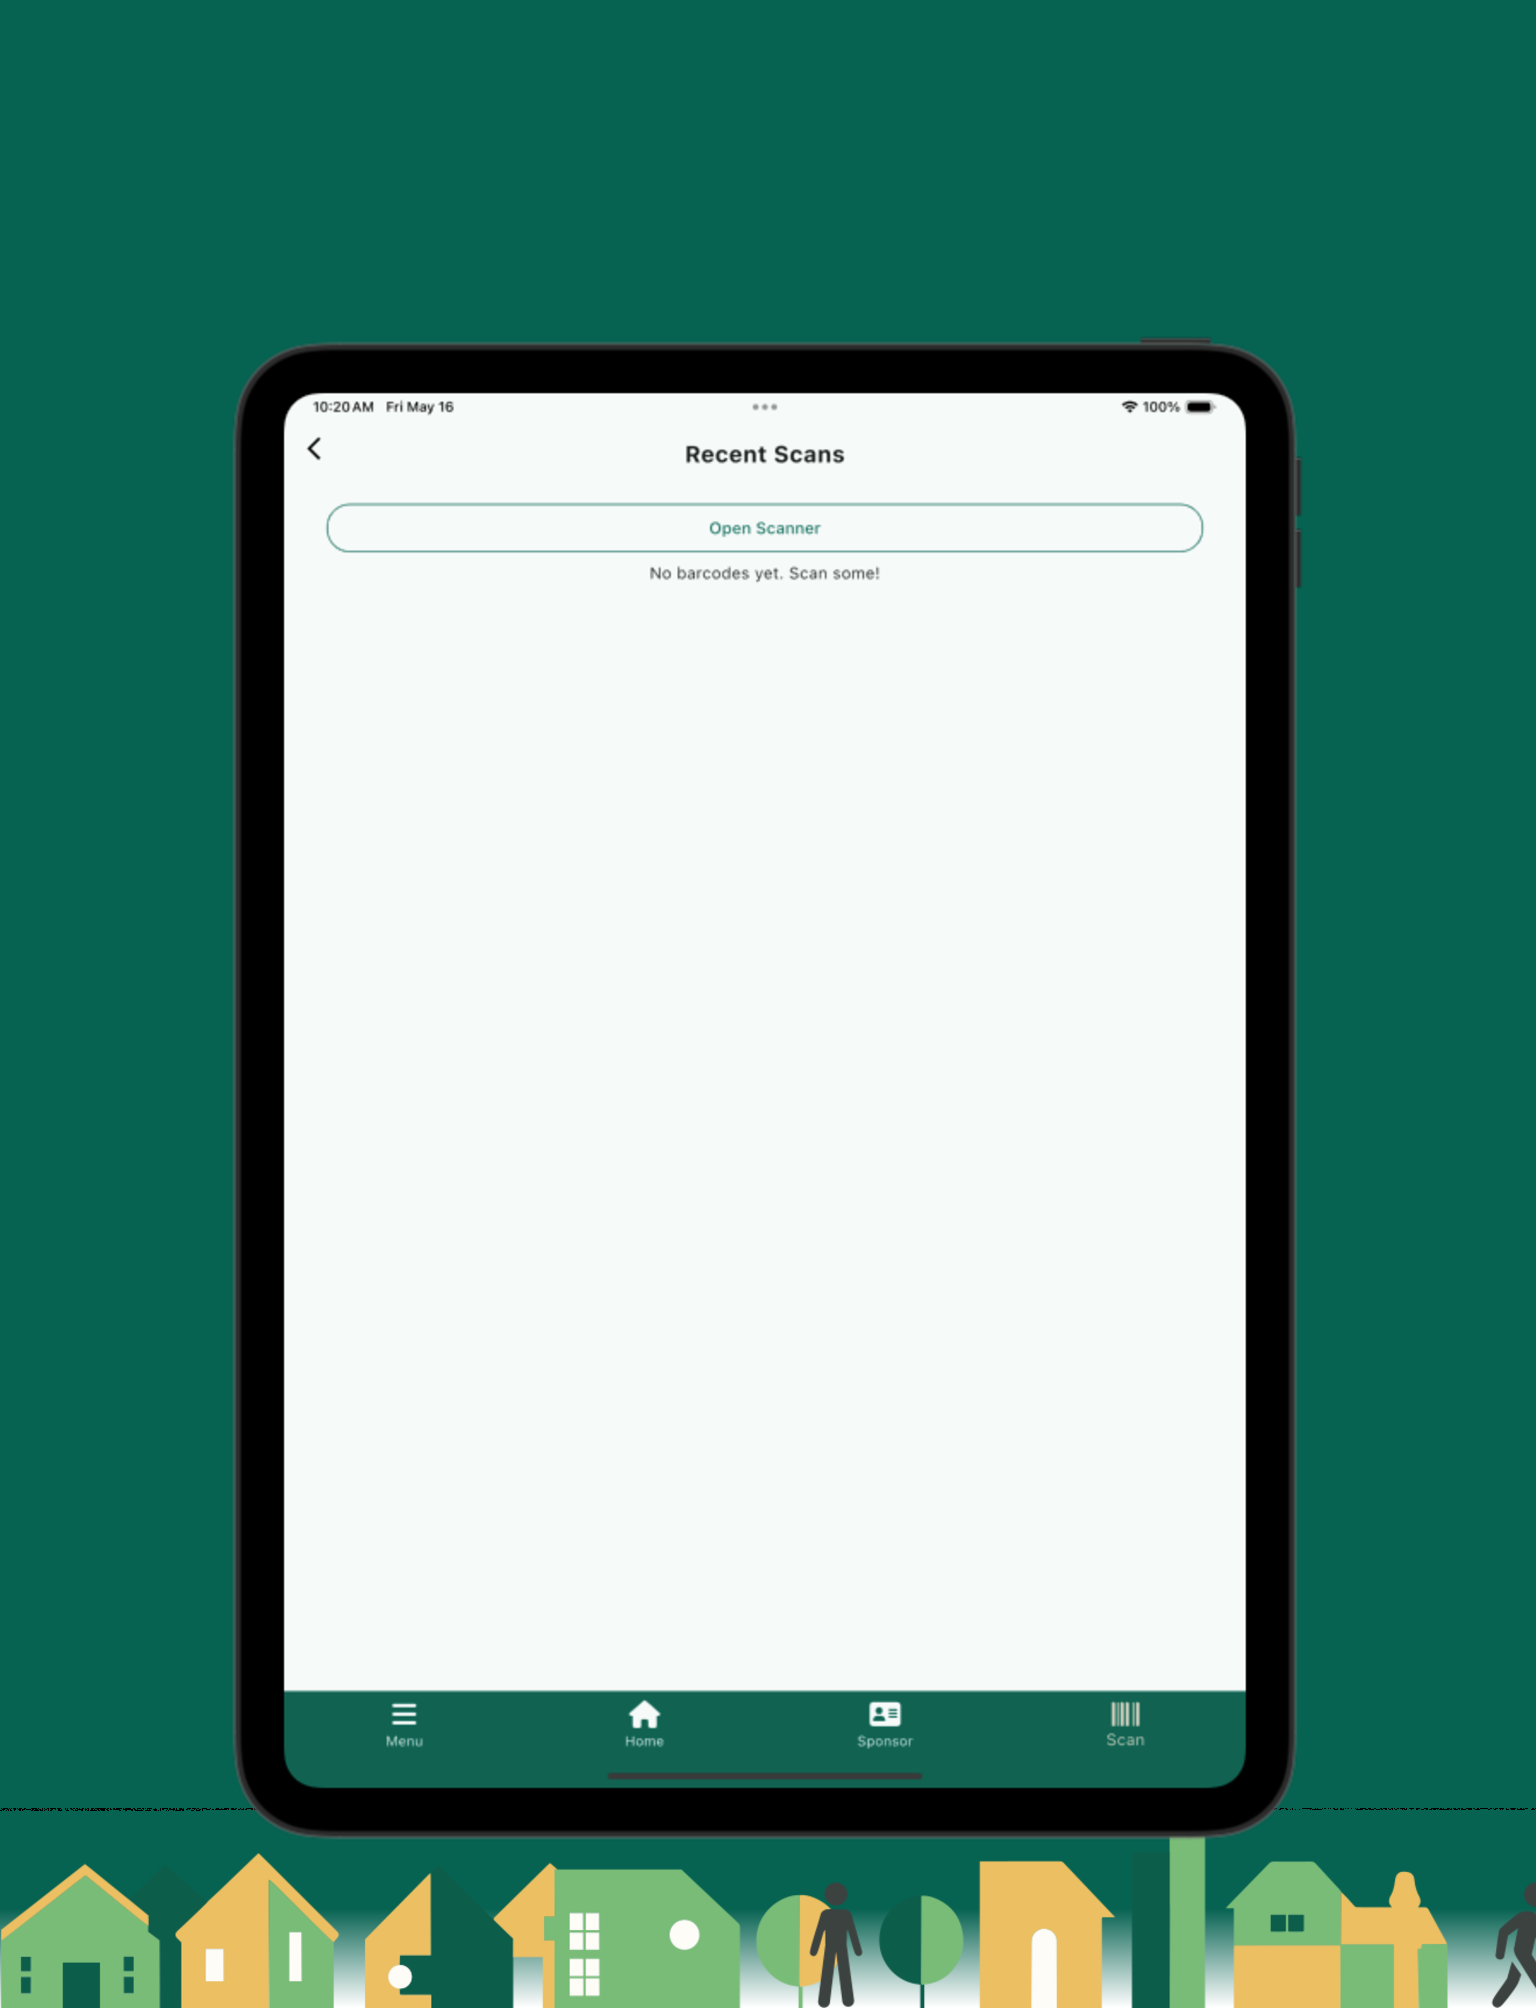 10:20 AM Fri May 16
100%
Recent Scans
Open Scanner
No barcodes yet. Scan some!
Menu
Home
Sponsor
Scan